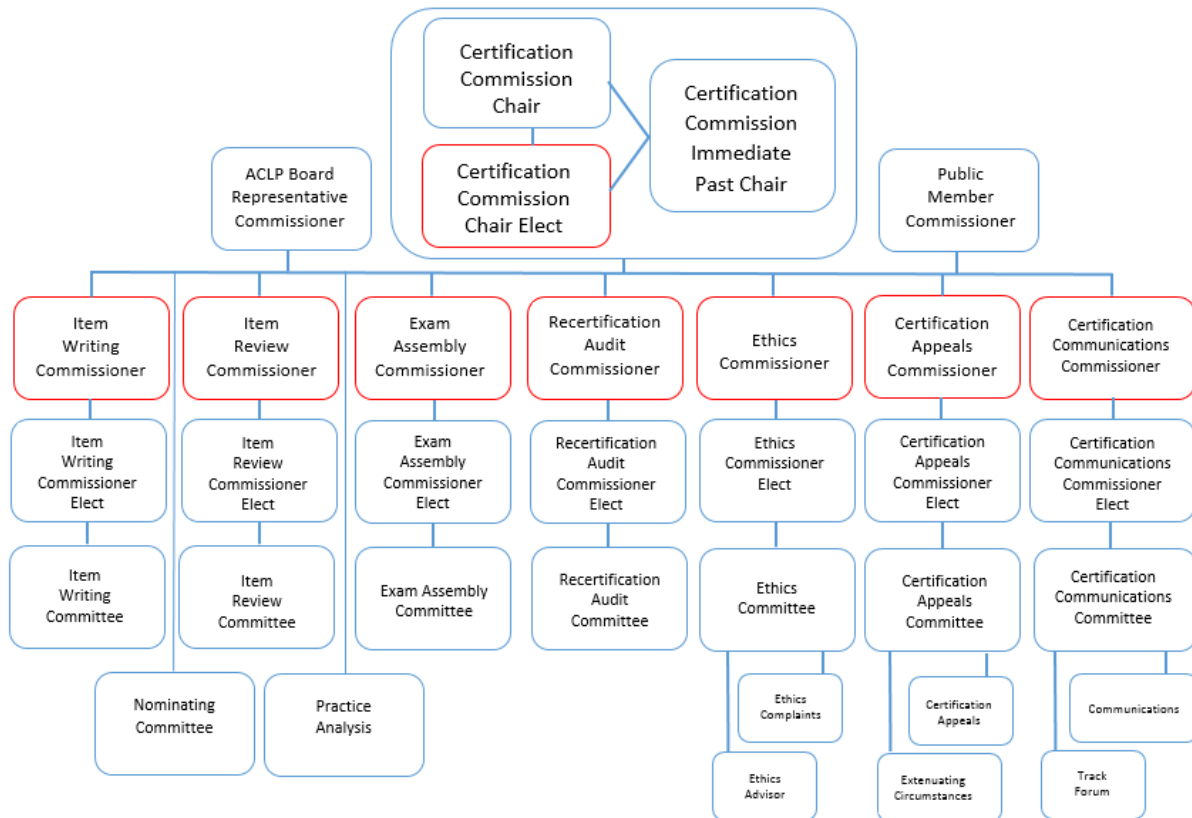 Certification
Commission
Chair
Certification
Commission
Immediate
Past Chair
Certification
Commission
Chair Elect
ACLP Board
Representative
Commissioner
Public
Member
Commissioner
Item
Writing
Commissioner
Item
Review
Commissioner
Exam
Assembly
Commissioner
Recertification
Audit
Commissioner
Ethics
Commissioner
Certification
Appeals
Commissioner
Certification
Communications
Commissioner
Item
Writing
Commissioner
Elect
Item
Review
Commissioner
Elect
Exam
Assembly
Commissioner
Elect
Recertification
Audit
Commissioner
Elect
Ethics
Commissioner
Elect
Certification
Appeals
Commissioner
Elect
Certification
Communications
Commissioner
Elect
Item
Writing
Committee
Item
Review
Committee
Exam Assembly
Committee
Recertification
Audit
Committee
Ethics
Committee
Certification
Appeals
Committee
Certification
Communications
Committee
Nominating
Committee
Practice
Analysis
Ethics
Complaints
Certification
Appeals
Communications
Ethics
Advisor
Extenuating
Circumstances
Track
Forum